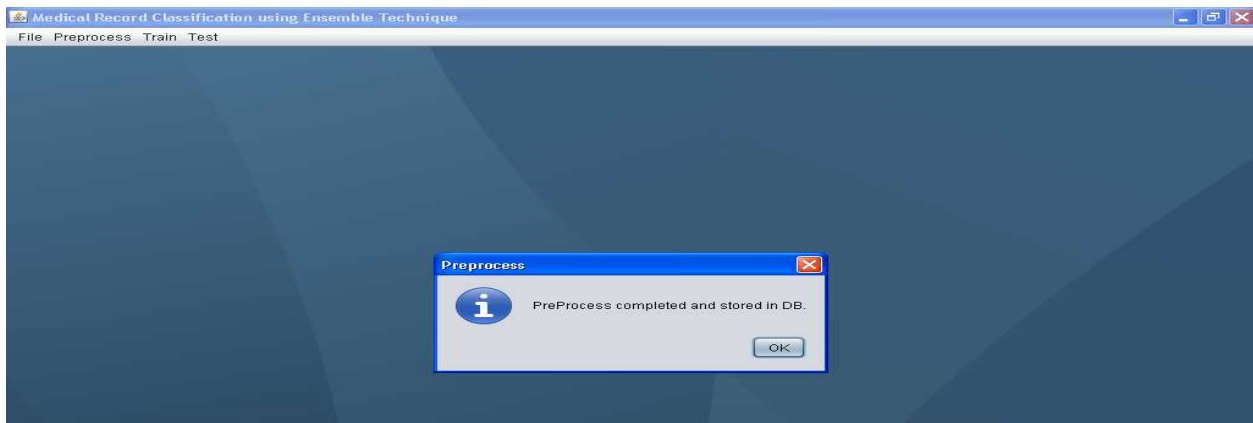 Medical Record Classification using Ensemble Technique
File Preprocess Train Test
Preprocess
PreProcess completed and stored in DB.
OK